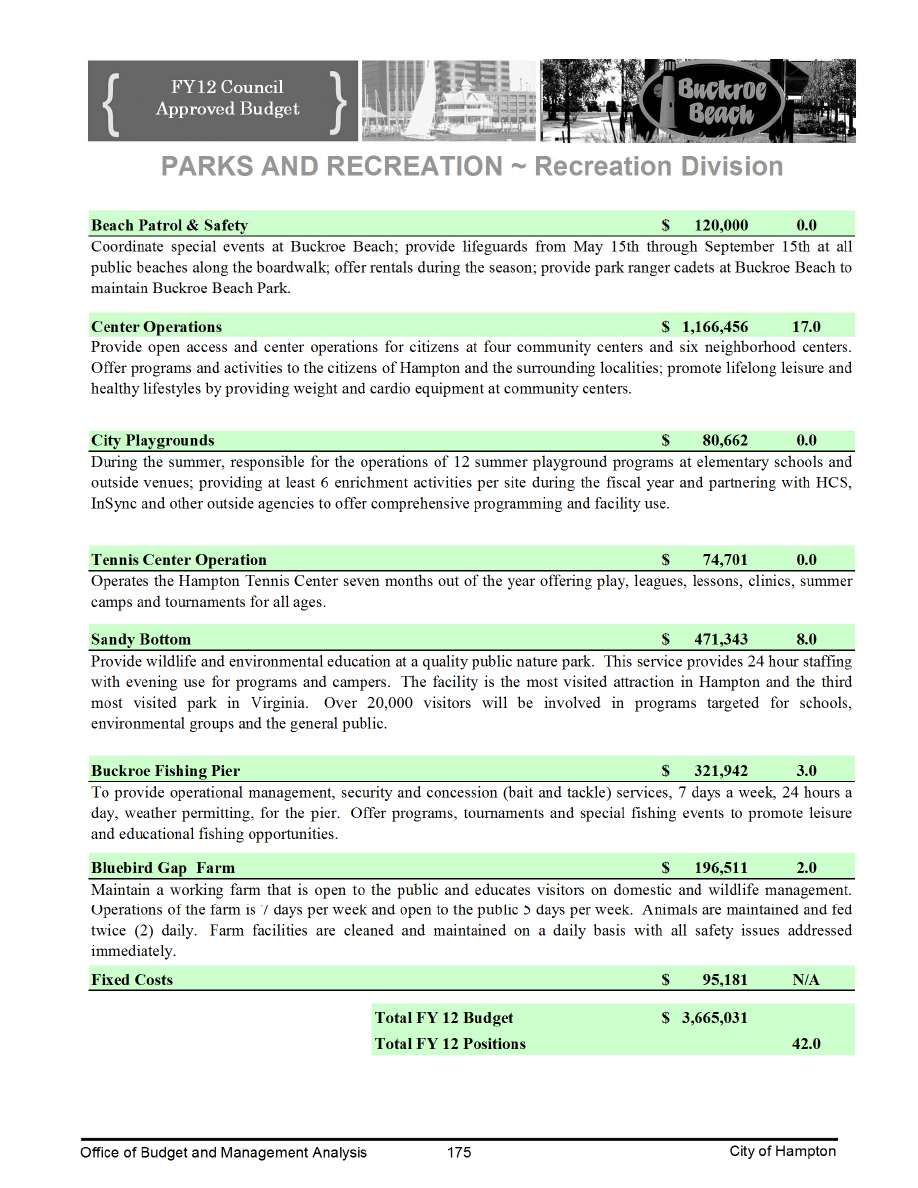 FY12 Council
Approved Budget
Buckroe
Beach
PARKS AND RECREATION ~ Recreation Division
Beach Patrol & Safety $ 120,000 0.0
Coordinate special events at Buckroe Beach; provide lifeguards from May 15th through September 15th at all
public beaches along the boardwalk; offer rentals during the season; provide park ranger cadets at Buckroe Beach to
maintain Buckroe Beach Park.
Center Operations $ 1,166,456 17.0
Provide open access and center operations for citizens at four community centers and six neighborhood centers.
Offer programs and activities to the citizens of Hampton and the surrounding localities; promote lifelong leisure and
healthy lifestyles by providing weight and cardio equipment at community centers.
City Playgrounds $ 80,662 0.0
During the summer, responsible for the operations of 12 summer playground programs at elementary schools and
outside venues; providing at least 6 enrichment activities per site during the fiscal year and partnering with HCS,
InSync and other outside agencies to offer comprehensive programming and facility use.
Tennis Center Operation $ 74,701 0.0
Operates the Hampton Tennis Center seven months out of the year offering play, leagues, lessons, clinics, summer
camps and tournaments for all ages.
Sandy Bottom $ 471,343 8.0
Provide wildlife and environmental education at a quality public nature park. This service provides 24 hour staffing
with evening use for programs and campers. The facility is the most visited attraction in Hampton and the third
most visited park in Virginia. Over 20,000 visitors will be involved in programs targeted for schools,
environmental groups and the general public.
Buckroe Fishing Pier $ 321,942 3.0
To provide operational management, security and concession (bait and tackle) services, 7 days a week, 24 hours a
day, weather permitting, for the pier. Offer programs, tournaments and special fishing events to promote leisure
and educational fishing opportunities.
Bluebird Gap Farm $ 196,511 2.0
Maintain a working farm that is open to the public and educates visitors on domestic and wildlife management.
Operations of the farm is 7 days per week and open to the public 5 days per week. Animals are maintained and fed
twice (2) daily. Farm facilities are cleaned and maintained on a daily basis with all safety issues addressed
immediately.
Fixed Costs $ 95,181 N/A
Total FY 12 Budget $ 3,665,031
Total FY 12 Positions 42.0
Office of Budget and Management Analysis 175 City of Hampton